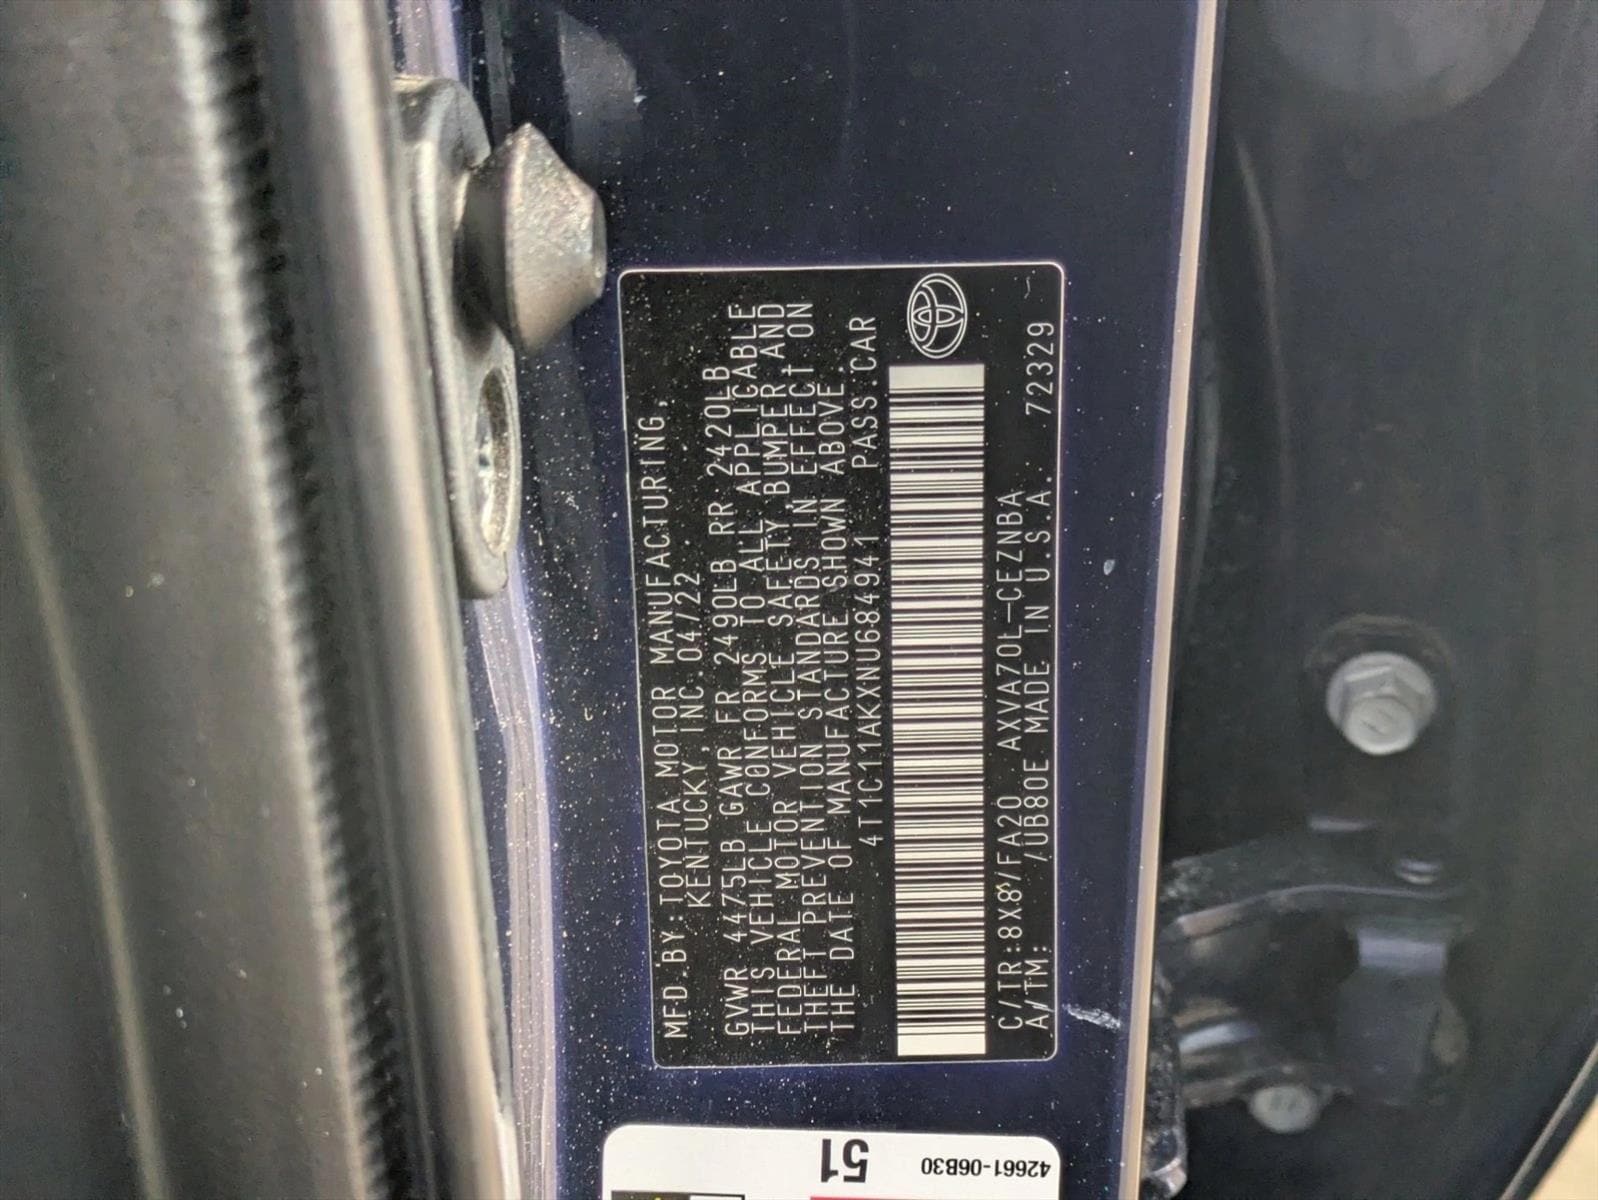 MFD.BY:TOYOTA MOTOR MANUFACTURING,
KENTUCKY,INC. 04/22
GVWR 4475LB GAWR FR 2490LB RR 2420LB
THIS VEHICLE CONFORMS TO ALL APPLICABLE
FEDERAL MOTOR VEHICLE SAFETY,BUMPER AND
THEFT PREVENTION STANDARDS IN EFFECT ON
THE DATE OF MANUFACTURE SHOWN ABOVE.
4T1C11AKXNU684941 PASS.CAR
C/TR:8X8/FA20 AXVA70L-CEZNBA
A/TM: /UB80E MADE IN U.S.A. 72329
51
42661-06B30